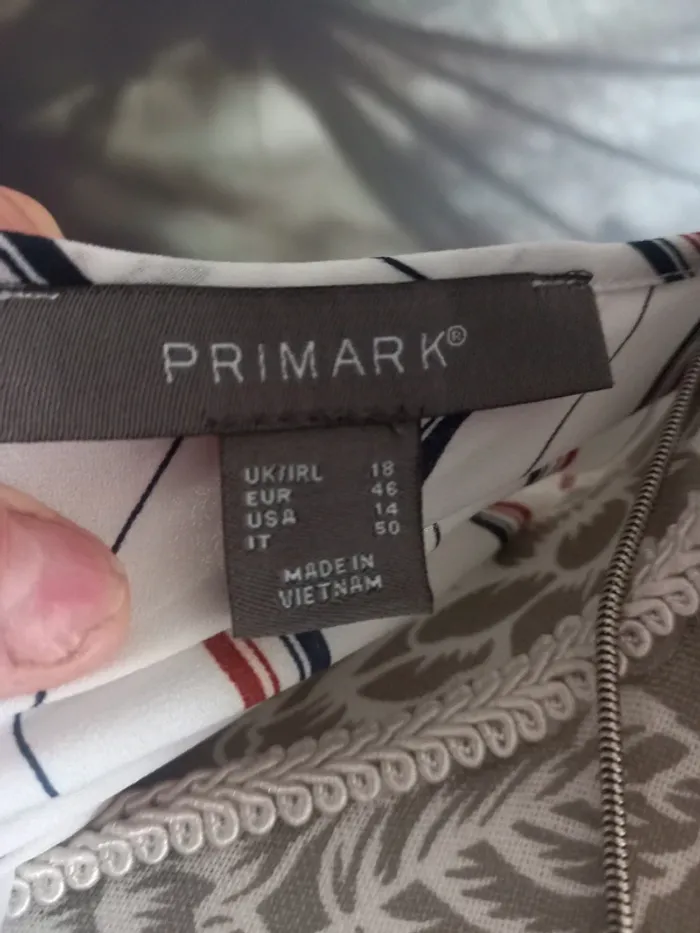 PRIMARK®
UK/IRL 18
EUR 46
USA 14
IT 50
MADE IN
VIETNAM